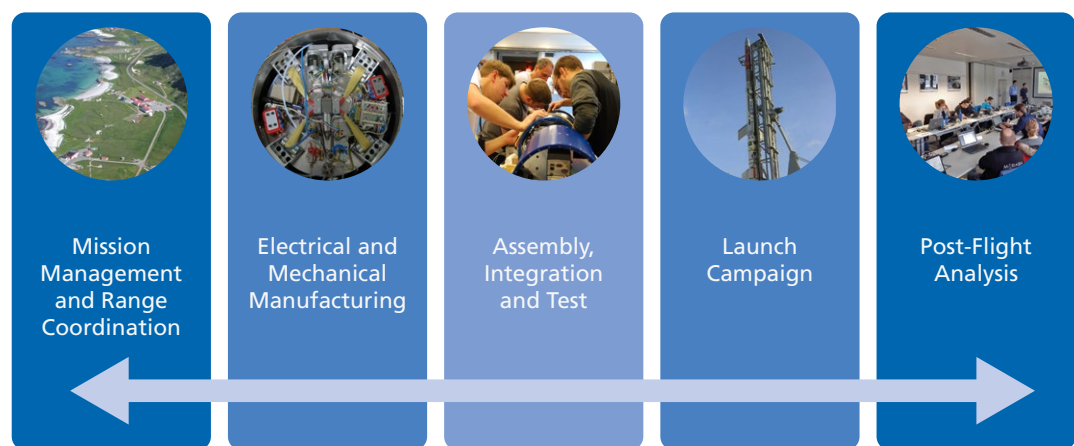 Mission
Management
and Range
Coordination
Electrical and
Mechanical
Manufacturing
Assembly,
Integration
and Test
Launch
Campaign
Post-Flight
Analysis